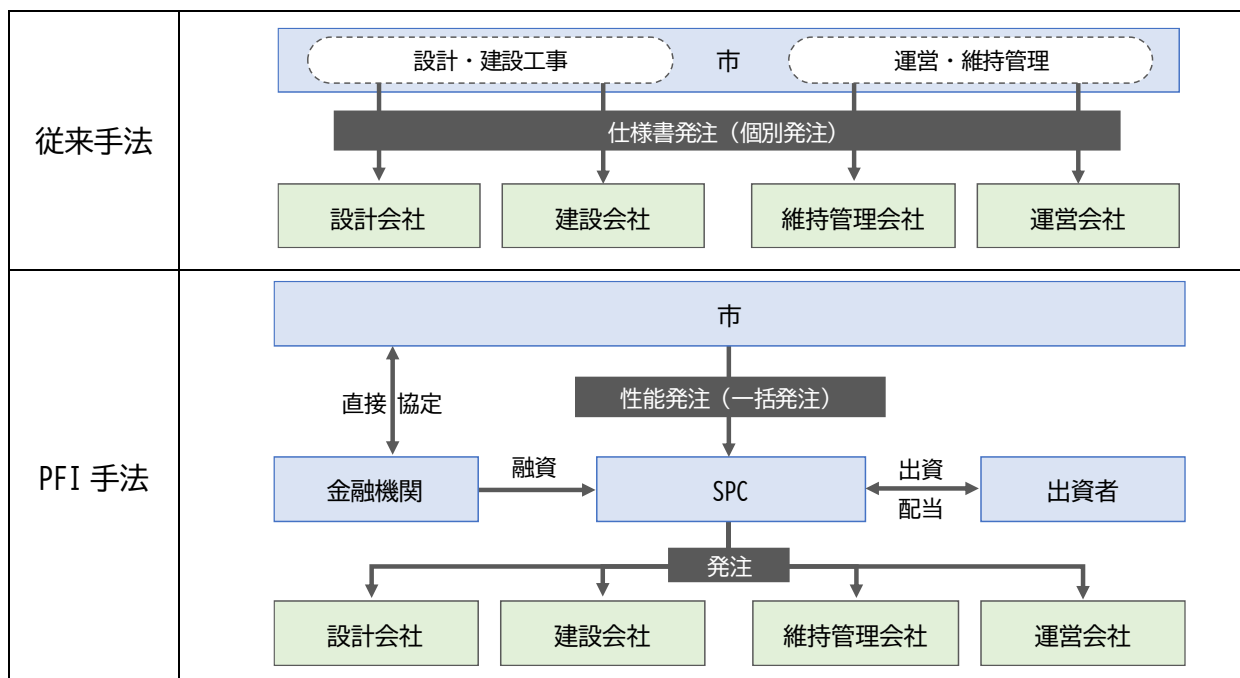 従来手法
設計・建設工事
市
運営・維持管理
仕様書発注（個別発注）
設計会社
建設会社
維持管理会社
運営会社
PFI 手法
市
直接
協定
性能発注（一括発注）
金融機関
融資
SPC
出資
配当
出資者
発注
設計会社
建設会社
維持管理会社
運営会社